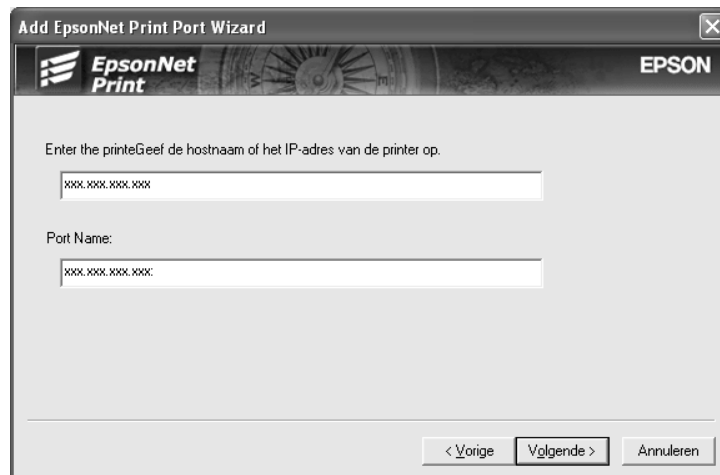 Add EpsonNet Print Port Wizard
EpsonNet
Print
EPSON
Enter the printeGeef de hostnaam of het IP-adres van de printer op.
xxx.xxx.xxx.xxx
Port Name:
xxx.xxx.xxx.xxx:
< Vorige
Volgende >
Annuleren